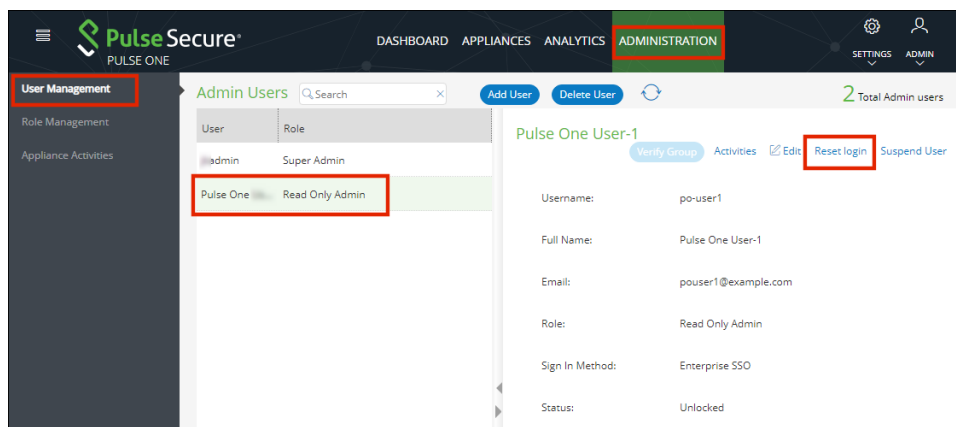 Pulse Secure®
PULSE ONE
DASHBOARD APPLIANCES ANALYTICS ADMINISTRATION
SETTINGS
ADMIN
User Management
Role Management
Appliance Activities
Admin Users
Search
Add User
Delete User
2 Total Admin users
User Role
admin Super Admin
Pulse One Read Only Admin
Pulse One User-1
Verify Group Activities Edit Reset login Suspend User
Username: po-user1
Full Name: Pulse One User-1
Email: pouser1@example.com
Role: Read Only Admin
Sign In Method: Enterprise SSO
Status: Unlocked